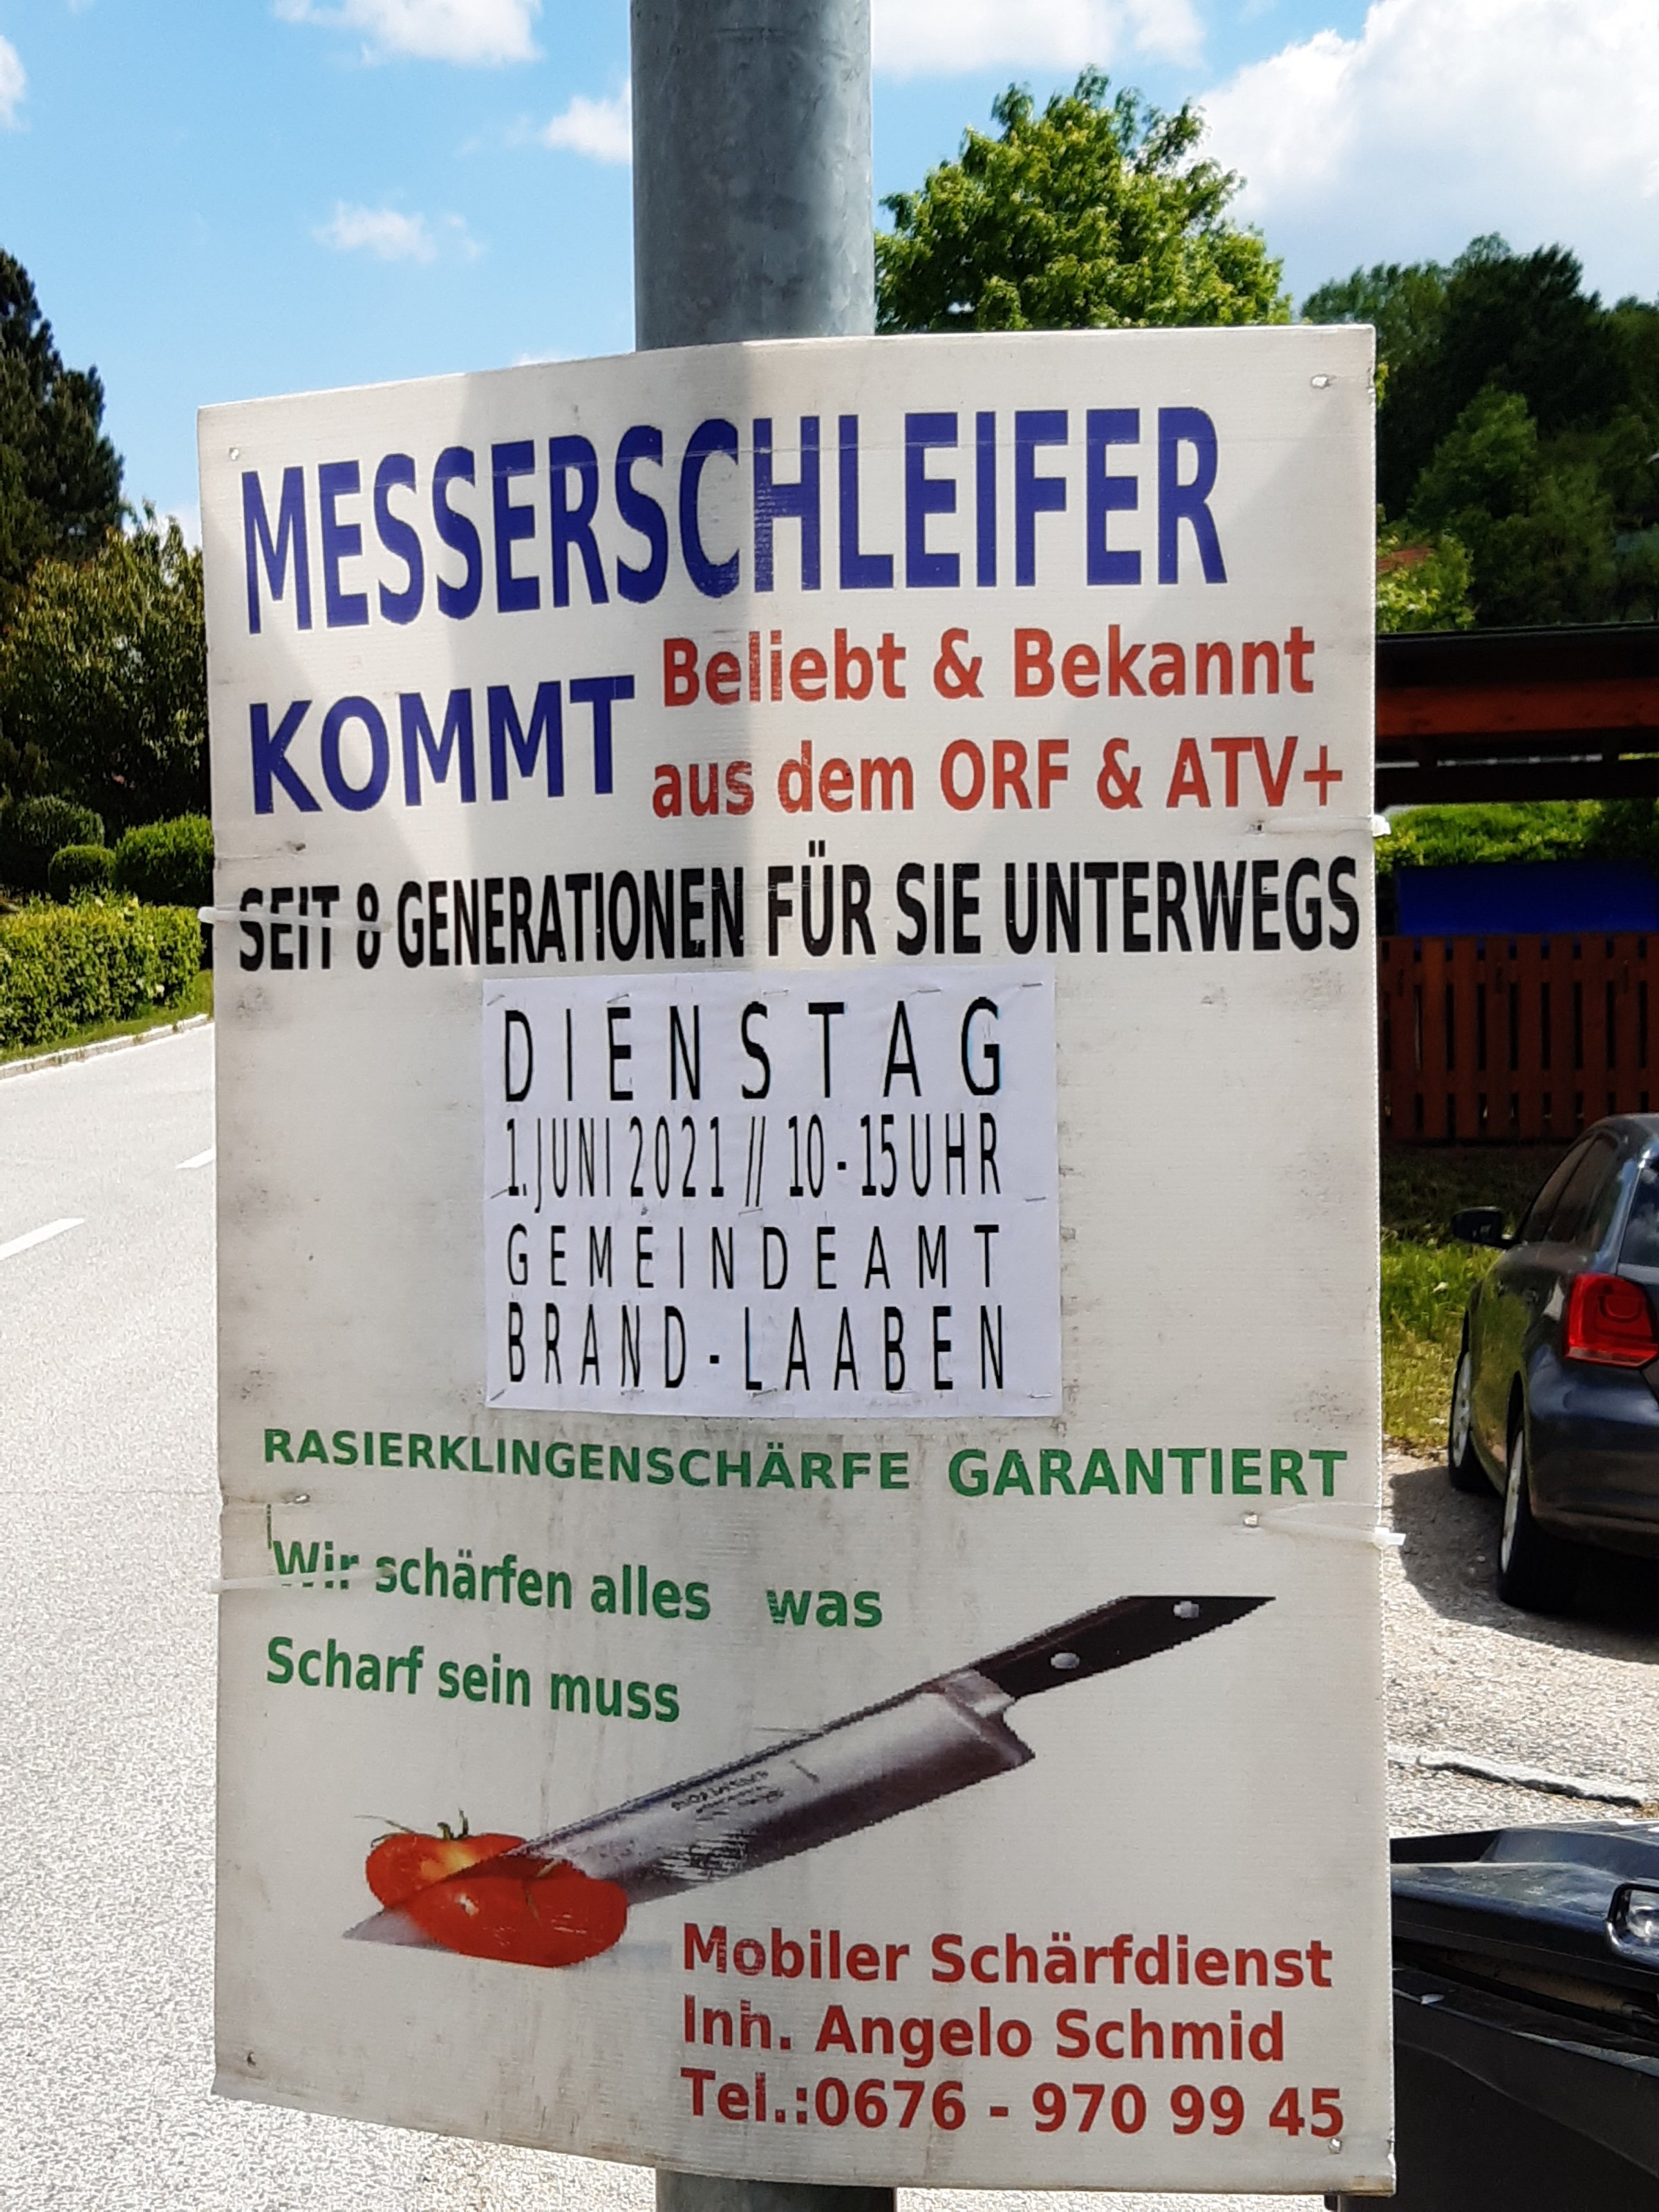 MESSERSCHLEIFER
KOMMT
Beliebt & Bekannt
aus dem ORF & ATV+
SEIT 8 GENERATIONEN FÜR SIE UNTERWEGS
DIENSTAG
1. JUNI 2021 // 10 - 15 UHR
GEMEINDEAMT
BRAND - LAABEN
RASIERKLINGENSCHÄRFE GARANTIERT
Wir schärfen alles was
Scharf sein muss
Mobiler Schärfdienst
Inh. Angelo Schmid
Tel.:0676 - 970 99 45